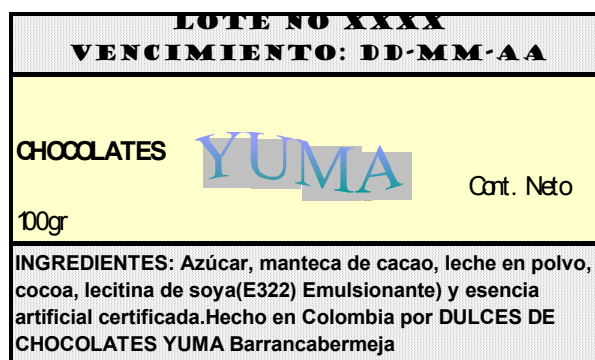 LOTE NO XXXX
VENCIMIENTO: DD-MM-AA
CHOCOLATES YUMA Cont. Neto
100gr
INGREDIENTES: Azúcar, manteca de cacao, leche en polvo,
cocoa, lecitina de soya(E322) Emulsionante) y esencia
artificial certificada.Hecho en Colombia por DULCES DE
CHOCOLATES YUMA Barrancabermeja